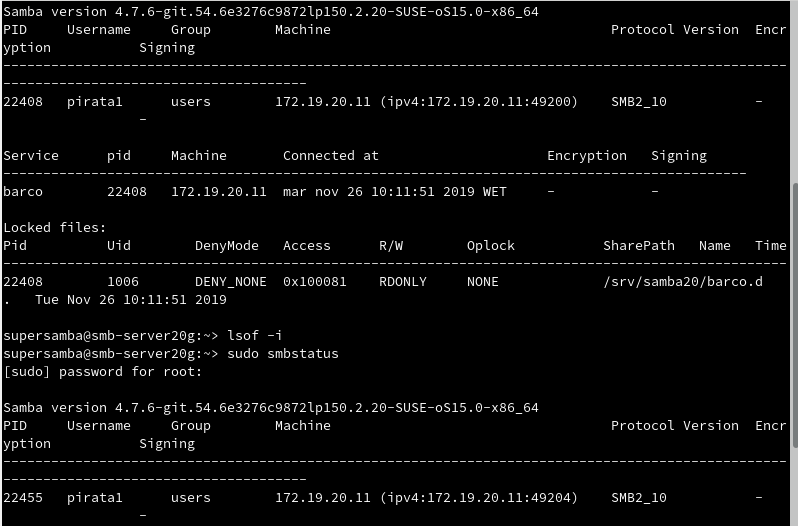 Samba version 4.7.6-git.54.6e3276c9872lp150.2.20-SUSE-oS15.0-x86_64
PID     Username     Group        Machine                                   Protocol Version  Encr
yption           Signing
--------------------------------------------------------------------------------------------------
--------------------------------------
22408   pirata1      users        172.19.20.11 (ipv4:172.19.20.11:49200)    SMB2_10           -
                 -
Service      pid     Machine       Connected at                     Encryption   Signing
---------------------------------------------------------------------------------------------
barco        22408   172.19.20.11  mar nov 26 10:11:51 2019 WET     -            -
Locked files:
Pid          Uid        DenyMode   Access      R/W        Oplock           SharePath   Name   Time
--------------------------------------------------------------------------------------------------
22408        1006       DENY_NONE  0x100081    RDONLY     NONE             /srv/samba20/barco.d
.   Tue Nov 26 10:11:51 2019
supersamba@smb-server20g:~> lsof -i
supersamba@smb-server20g:~> sudo smbstatus
[sudo] password for root:
Samba version 4.7.6-git.54.6e3276c9872lp150.2.20-SUSE-oS15.0-x86_64
PID     Username     Group        Machine                                   Protocol Version  Encr
yption           Signing
--------------------------------------------------------------------------------------------------
--------------------------------------
22455   pirata1      users        172.19.20.11 (ipv4:172.19.20.11:49204)    SMB2_10           -
                 -